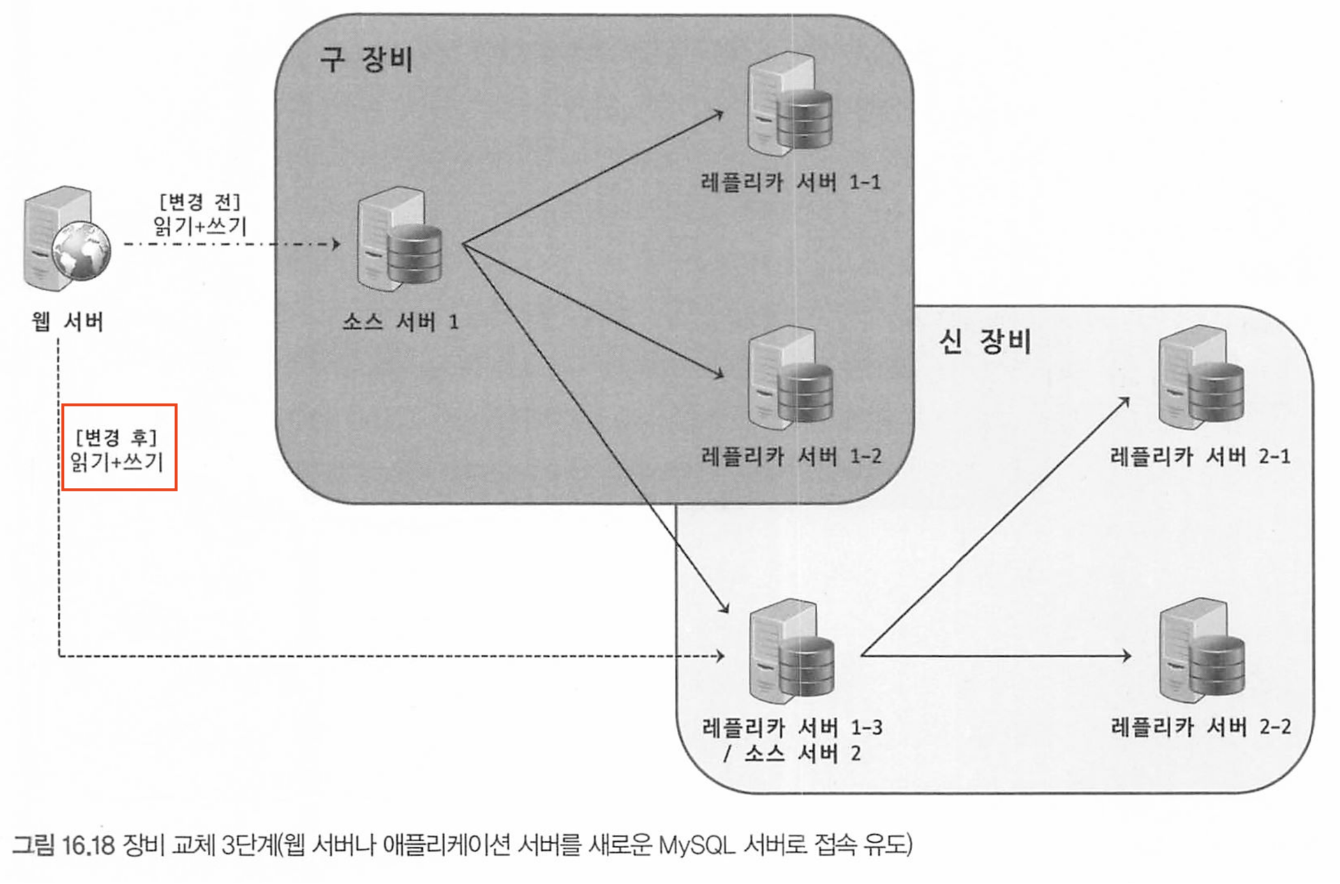 구 장비
레플리카 서버 1-1
[변경 전]
읽기+쓰기
웹 서버
소스 서버 1
신 장비
[변경 후]
읽기+쓰기
레플리카 서버 1-2
레플리카 서버 2-1
레플리카 서버 1-3
/ 소스 서버 2
레플리카 서버 2-2
그림 16.18 장비 교체 3단계(웹 서버나 애플리케이션 서버를 새로운 MySQL 서버로 접속 유도)